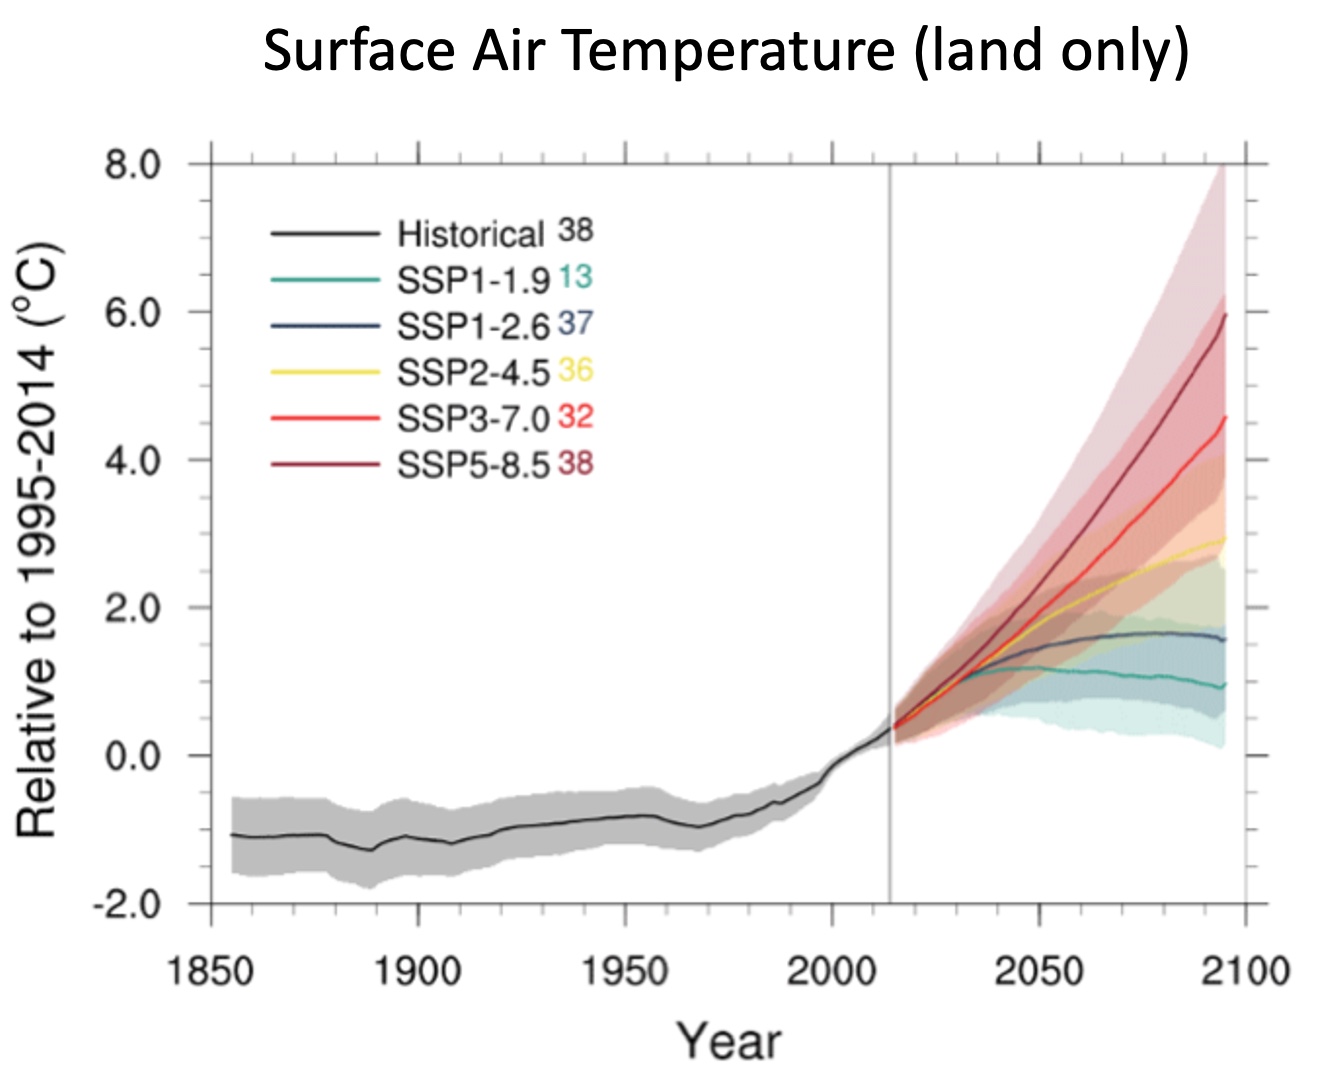 Surface Air Temperature (land only)
8.0
6.0
4.0
2.0
0.0
-2.0
Relative to 1995-2014 (°C)
Historical 38
SSP1-1.9 13
SSP1-2.6 37
SSP2-4.5 36
SSP3-7.0 32
SSP5-8.5 38
1850 1900 1950 2000 2050 2100
Year